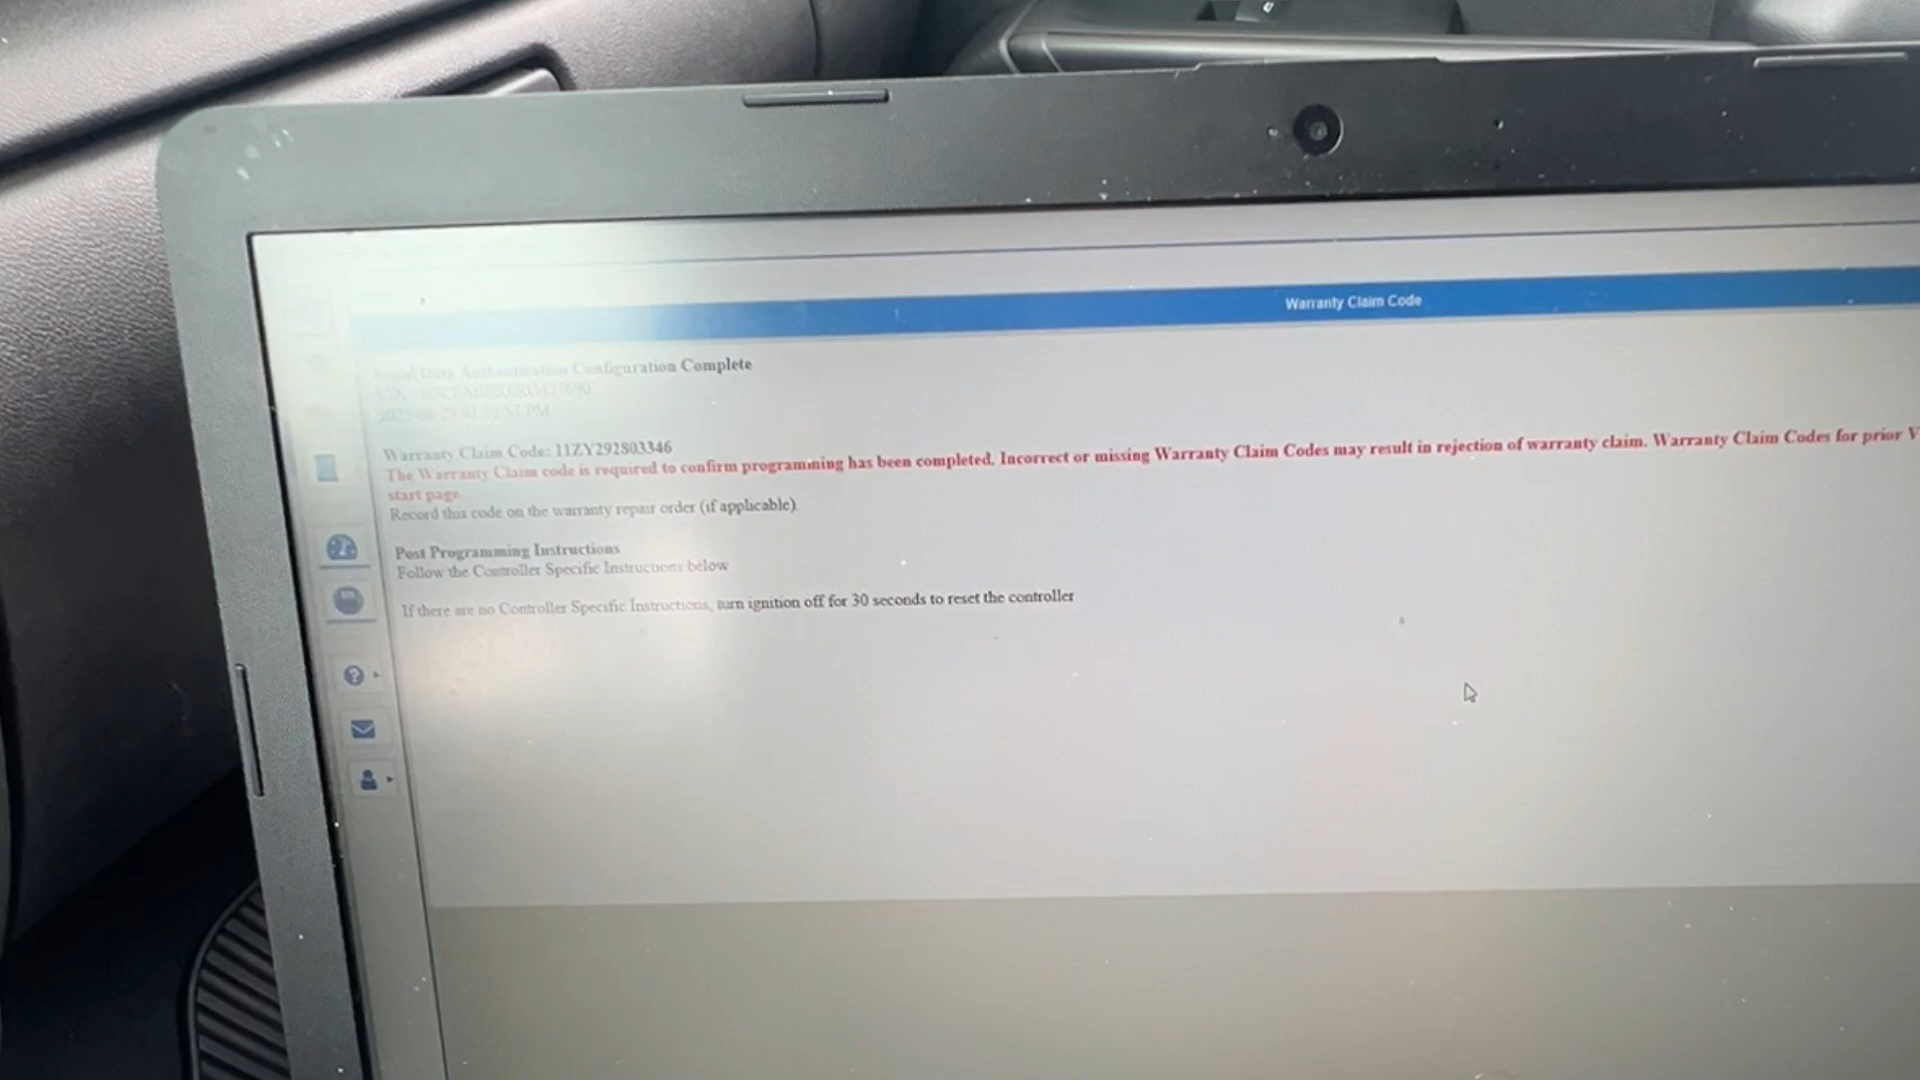 Warranty Claim Code
Serial Data Authentication Configuration Complete
PM
Warranty Claim Code: 11ZY292803346
The Warranty Claim code is required to confirm programming has been completed. Incorrect or missing Warranty Claim Codes may result in rejection of warranty claim. Warranty Claim Codes for prior V
start page.
Record this code on the warranty repair order (if applicable).
Post Programming Instructions
Follow the Controller Specific Instructions below
If there are no Controller Specific Instructions, turn ignition off for 30 seconds to reset the controller